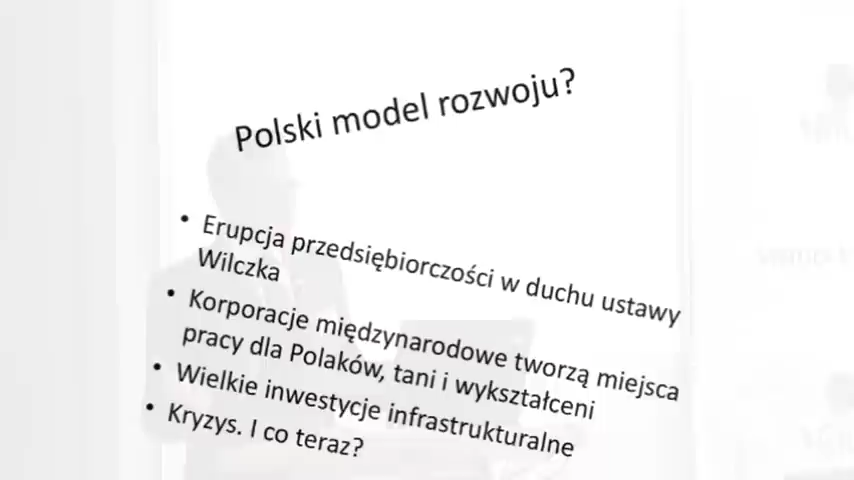 Polski model rozwoju?
• Erupcja przedsiębiorczości w duchu ustawy
Wilczka
• Korporacje międzynarodowe tworzą miejsca
pracy dla Polaków, tani i wykształceni
• Wielkie inwestycje infrastrukturalne
• Kryzys. I co teraz?